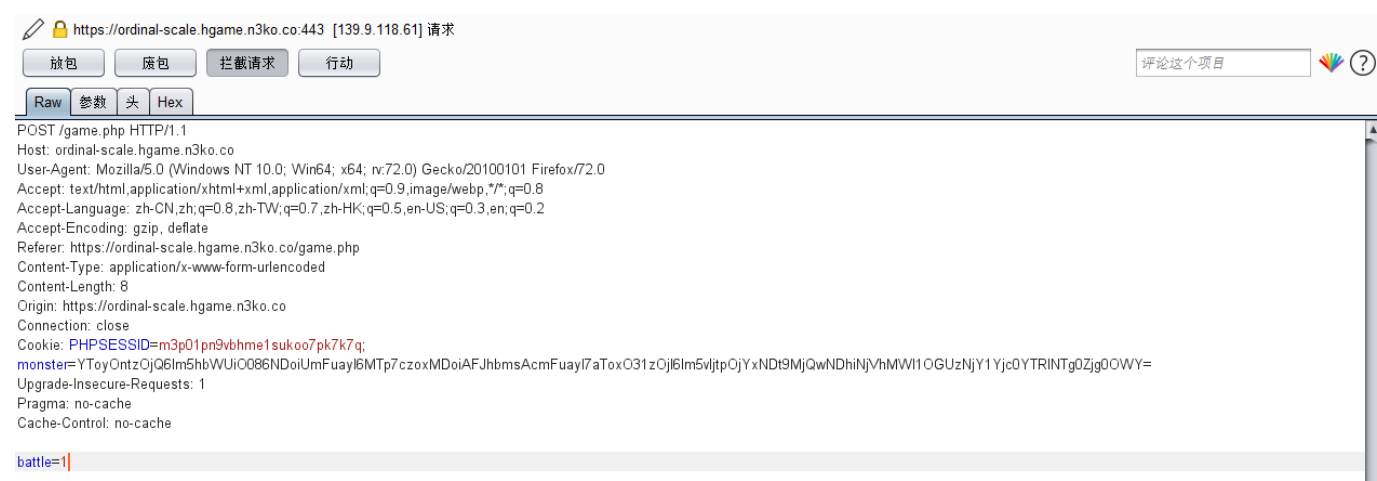 https://ordinal-scale.hgame.n3ko.co:443 [139.9.118.61] 请求
放包 废包 拦截请求 行动 评论这个项目 ?
Raw 参数 头 Hex
POST /game.php HTTP/1.1
Host: ordinal-scale.hgame.n3ko.co
User-Agent: Mozilla/5.0 (Windows NT 10.0; Win64; x64; rv:72.0) Gecko/20100101 Firefox/72.0
Accept: text/html,application/xhtml+xml,application/xml;q=0.9,image/webp,*/*;q=0.8
Accept-Language: zh-CN,zh;q=0.8,zh-TW;q=0.7,zh-HK;q=0.5,en-US;q=0.3,en;q=0.2
Accept-Encoding: gzip, deflate
Referer: https://ordinal-scale.hgame.n3ko.co/game.php
Content-Type: application/x-www-form-urlencoded
Content-Length: 8
Origin: https://ordinal-scale.hgame.n3ko.co
Connection: close
Cookie: PHPSESSID=m3p01pn9vbhme1sukoo7pk7k7q;
monster=YToyOntzOjQ6Im5hbWUiO086NDoiUmFuayI6MTp7czoxMDoiAFJhbmsAcmFuayI7aToxO31zOjI6Im5vIjtpOjYxNDt9MjQwNDhiNjVhMWI1OGUzNjY1Yjc0YTRlNTg0Zjg0OWY=
Upgrade-Insecure-Requests: 1
Pragma: no-cache
Cache-Control: no-cache
battle=1